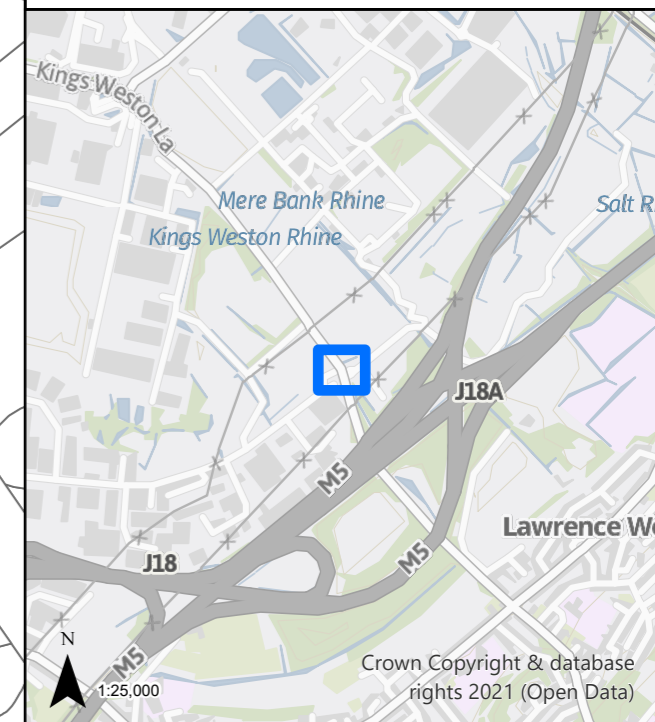 Kings Weston La
Mere Bank Rhine
Salt R
Kings Weston Rhine
J18A
M5
Lawrence We
M5
J18
M5
N
1:25,000
Crown Copyright & database
rights 2021 (Open Data)